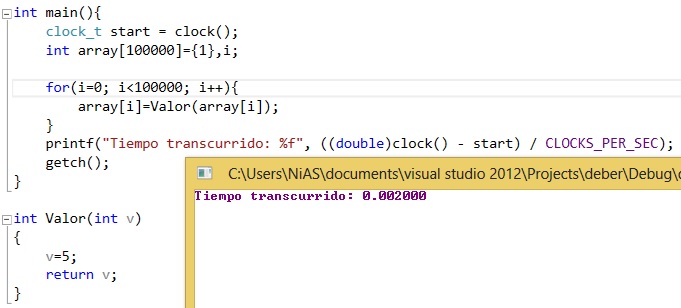 int main(){
clock_t start = clock();
int array[100000]={1},i;
for(i=0; i<100000; i++){
array[i]=Valor(array[i]);
}
printf("Tiempo transcurrido: %f", ((double)clock() - start) / CLOCKS_PER_SEC);
getch();
}
C:\Users\NiAS\documents\visual studio 2012\Projects\deber\Debug\
Tiempo transcurrido: 0.002000
int Valor(int v)
{
v=5;
return v;
}